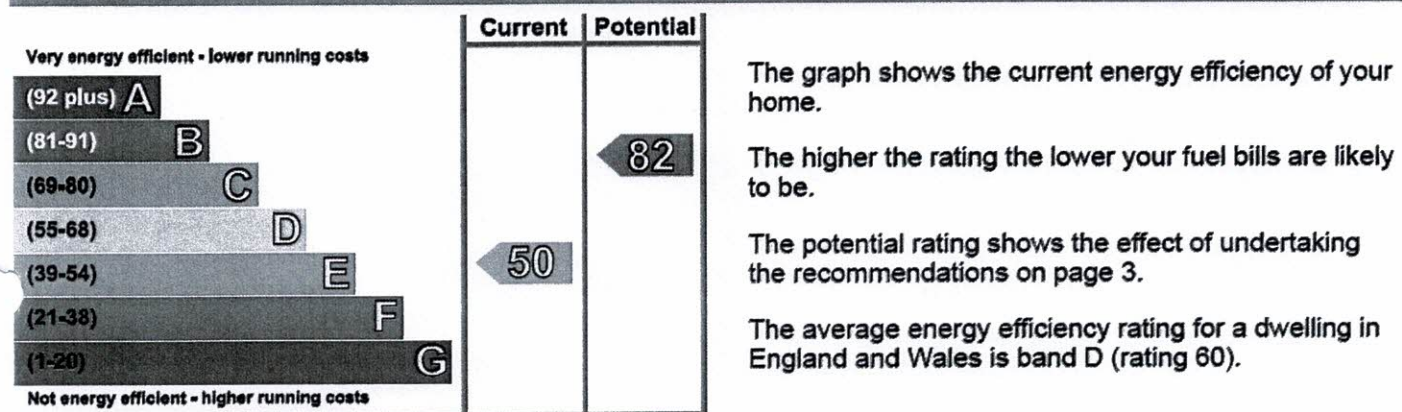 Current Potential
Very energy efficient - lower running costs
(92 plus) A
(81-91) B
(69-80) C
(55-68) D
(39-54) E
(21-38) F
(1-20) G
Not energy efficient - higher running costs
82
50
The graph shows the current energy efficiency of your
home.
The higher the rating the lower your fuel bills are likely
to be.
The potential rating shows the effect of undertaking
the recommendations on page 3.
The average energy efficiency rating for a dwelling in
England and Wales is band D (rating 60).